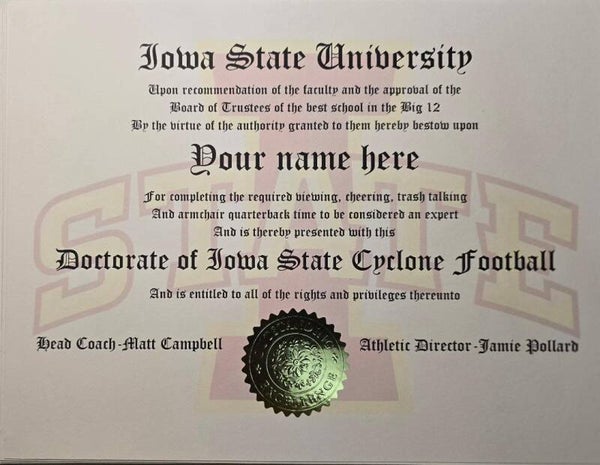 Iowa State University
Upon recommendation of the faculty and the approval of the
Board of Trustees of the best school in the Big 12
By the virtue of the authority granted to them hereby bestow upon
Your name here
For completing the required viewing, cheering, trash talking
And armchair quarterback time to be considered an expert
And is thereby presented with this
STATE
Doctorate of Iowa State Cyclone Football
And is entitled to all of the rights and privileges thereunto
Head Coach-Matt Campbell
Athletic Director-Jamie Pollard